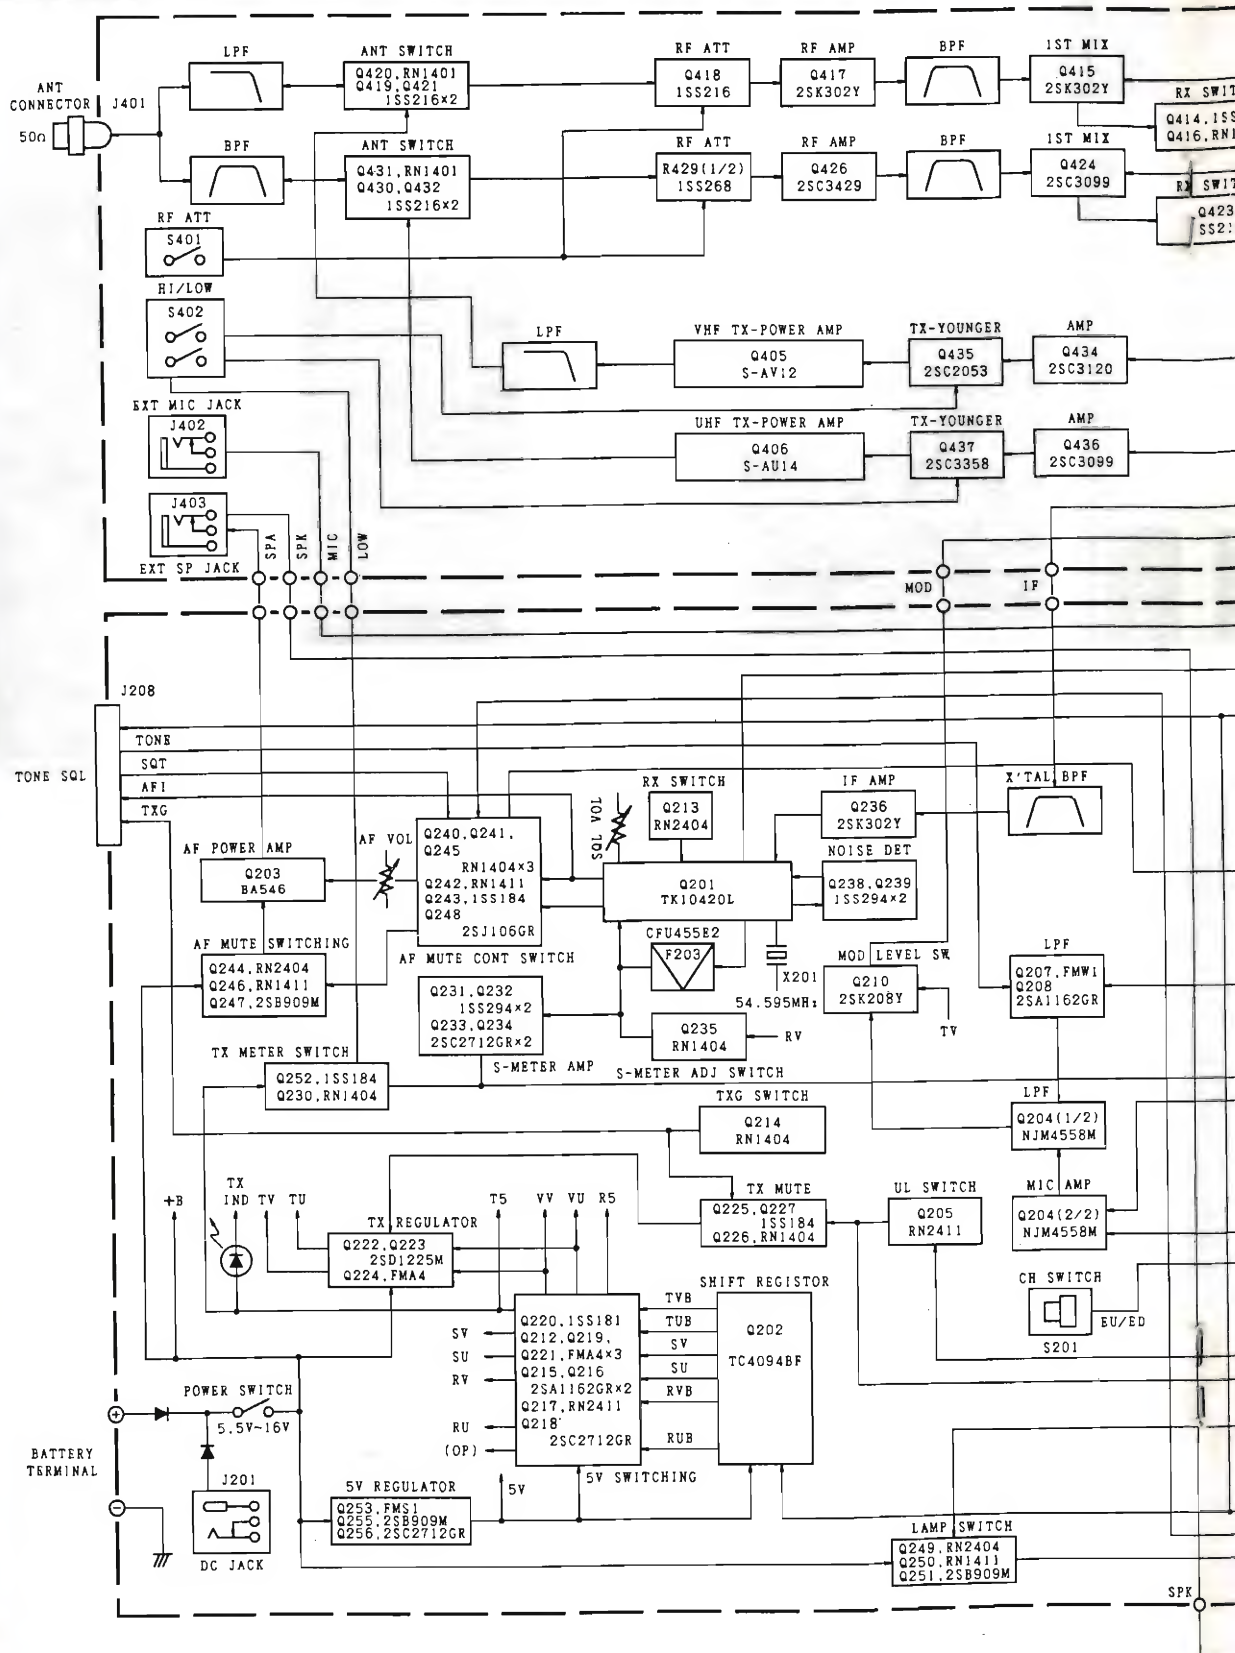 LPF
ANT SWITCH
Q420,RN1401
Q419,Q421
1SS216×2
RF ATT
Q418
1SS216
RF AMP
Q417
2SK302Y
BPF
1ST MIX
Q415
2SK302Y
RX SWIT
Q414,1SS
Q416,RN1
ANT
CONNECTOR
J401
50Ω
BPF
ANT SWITCH
Q431,RN1401
Q430,Q432
1SS216×2
RF ATT
R429(1/2)
1SS268
RF AMP
Q426
2SC3429
BPF
1ST MIX
Q424
2SC3099
RX SWIT
Q423
RF ATT
S401
HI/LOW
S402
LPF
VHF TX-POWER AMP
Q405
S-AV12
TX-YOUNGER
Q435
2SC2053
AMP
Q434
2SC3120
EXT MIC JACK
J402
UHF TX-POWER AMP
Q406
S-AU14
TX-YOUNGER
Q437
2SC3358
AMP
Q436
2SC3099
J403
EXT SP JACK
SPA
SPK
MIC
LOW
MOD
IF
J208
TONE SQL
TONE
SQT
AFI
TXG
AF POWER AMP
Q203
BA546
AF VOL
Q240,Q241,
Q245
RN1404×3
Q242,RN1411
Q243,1SS184
Q248
2SJ106GR
AF MUTE CONT SWITCH
SQL VOL
RX SWITCH
Q213
RN2404
Q201
TK10420L
IF AMP
Q236
2SK302Y
X'TAL BPF
NOISE DET
Q238,Q239
1SS294×2
CFU455E2
F203
X201
54.595MHz
AF MUTE SWITCHING
Q244,RN2404
Q246,RN1411
Q247,2SB909M
Q231,Q232
1SS294×2
Q233,Q234
2SC2712GR×2
S-METER AMP
Q235
RN1404
RV
S-METER ADJ SWITCH
MOD LEVEL SW
Q210
2SK208Y
TV
LPF
Q207,FMW1
Q208
2SA1162GR
TX METER SWITCH
Q252,1SS184
Q230,RN1404
TXG SWITCH
Q214
RN1404
LPF
Q204(1/2)
NJM4558M
+B
TX
IND
TV
TU
T5
VV
VU
R5
TX REGULATOR
Q222,Q223
2SD1225M
Q224,FMA4
TX MUTE
Q225,Q227
1SS184
Q226,RN1404
UL SWITCH
Q205
RN2411
MIC AMP
Q204(2/2)
NJM4558M
CH SWITCH
EU/ED
S201
SHIFT REGISTOR
Q202
TC4094BF
TVB
TUB
SV
SU
RVB
RUB
Q220,1SS181
Q212,Q219,
Q221,FMA4×3
Q215,Q216
2SA1162GR×2
Q217,RN2411
Q218
2SC2712GR
5V SWITCHING
SV
SU
RV
RU
(OP)
POWER SWITCH
5.5V~16V
BATTERY
TERMINAL
J201
DC JACK
5V REGULATOR
Q253,FMS1
Q255,2SB909M
Q256,2SC2712GR
5V
LAMP SWITCH
Q249,RN2404
Q250,RN1411
Q251,2SB909M
SPK